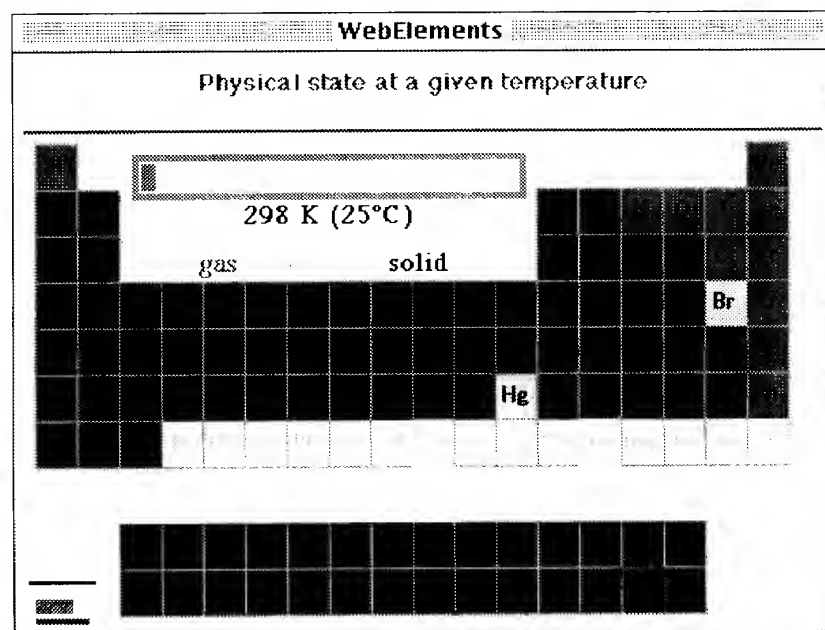 WebElements
Physical state at a given temperature
298 K (25°C)
gas solid
Br
Hg